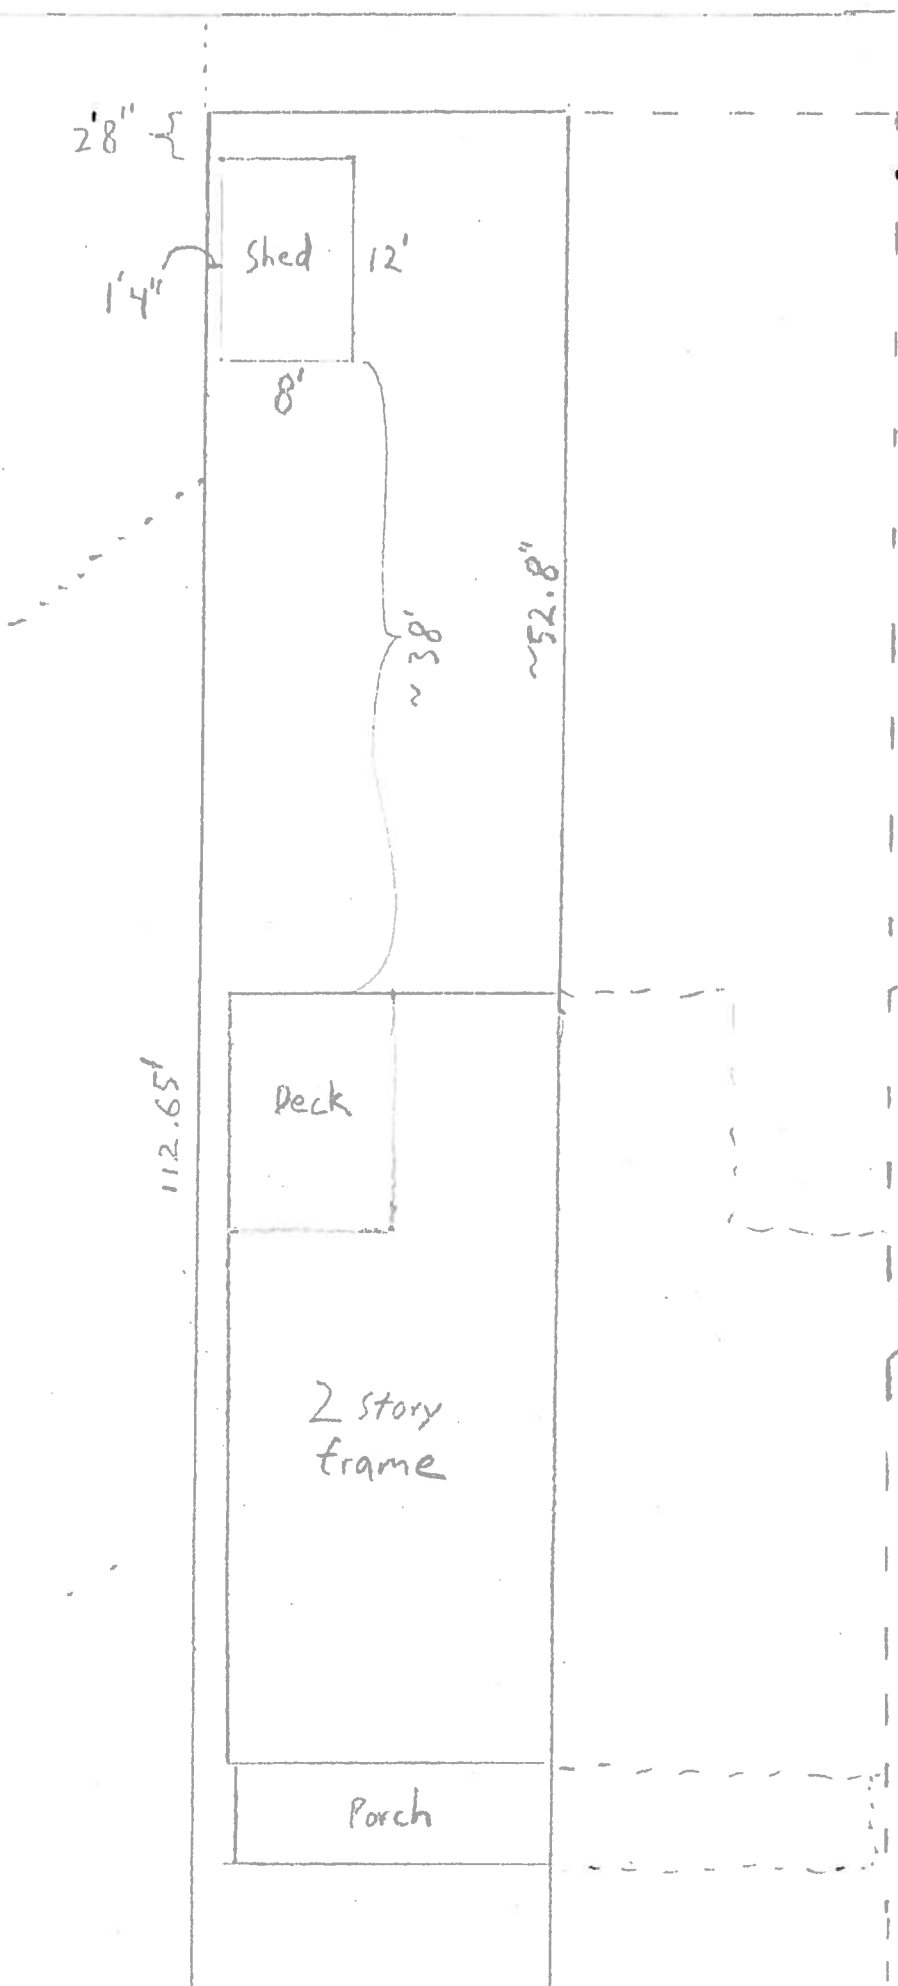 2'8"
Shed
12'
1'4"
8'
~38'
~52.8"
Deck
112.65'
2 story
frame
Porch